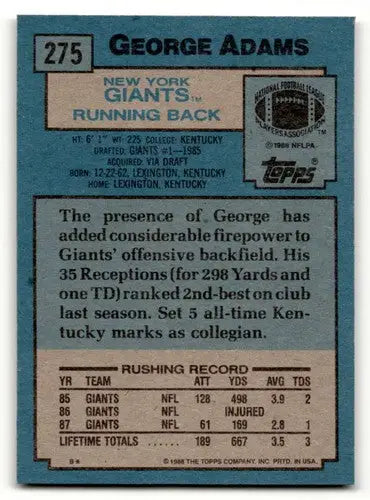 275
GEORGE ADAMS
NEW YORK
GIANTS™
RUNNING BACK
NATIONAL FOOTBALL LEAGUE
PLAYERS ASSOCIATION
© 1988 NFLPA
TOPPS®
HT: 6' 1" WT: 225 COLLEGE: KENTUCKY
DRAFTED: GIANTS #1—1985
ACQUIRED: VIA DRAFT
BORN: 12-22-62, LEXINGTON, KENTUCKY
HOME: LEXINGTON, KENTUCKY
The presence of George has
added considerable firepower to
Giants' offensive backfield. His
35 Receptions (for 298 Yards and
one TD) ranked 2nd-best on club
last season. Set 5 all-time Ken-
tucky marks as collegian.
RUSHING RECORD
YR TEAM ATT YDS AVG TDS
85 GIANTS NFL 128 498 3.9 2
86 GIANTS NFL INJURED
87 GIANTS NFL 61 169 2.8 1
LIFETIME TOTALS . . . . . . 189 667 3.5 3
B* © 1988 THE TOPPS COMPANY, INC. PRTD. IN U.S.A.